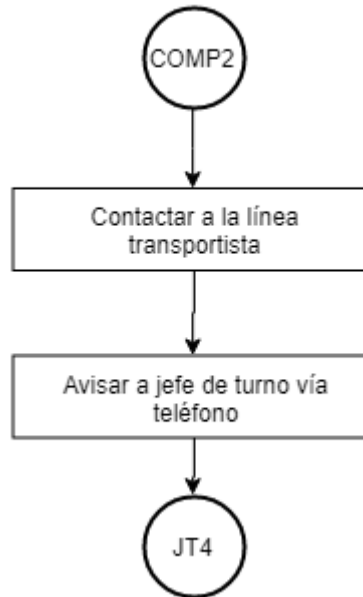 COMP2
Contactar a la línea
transportista
Avisar a jefe de turno vía
teléfono
JT4